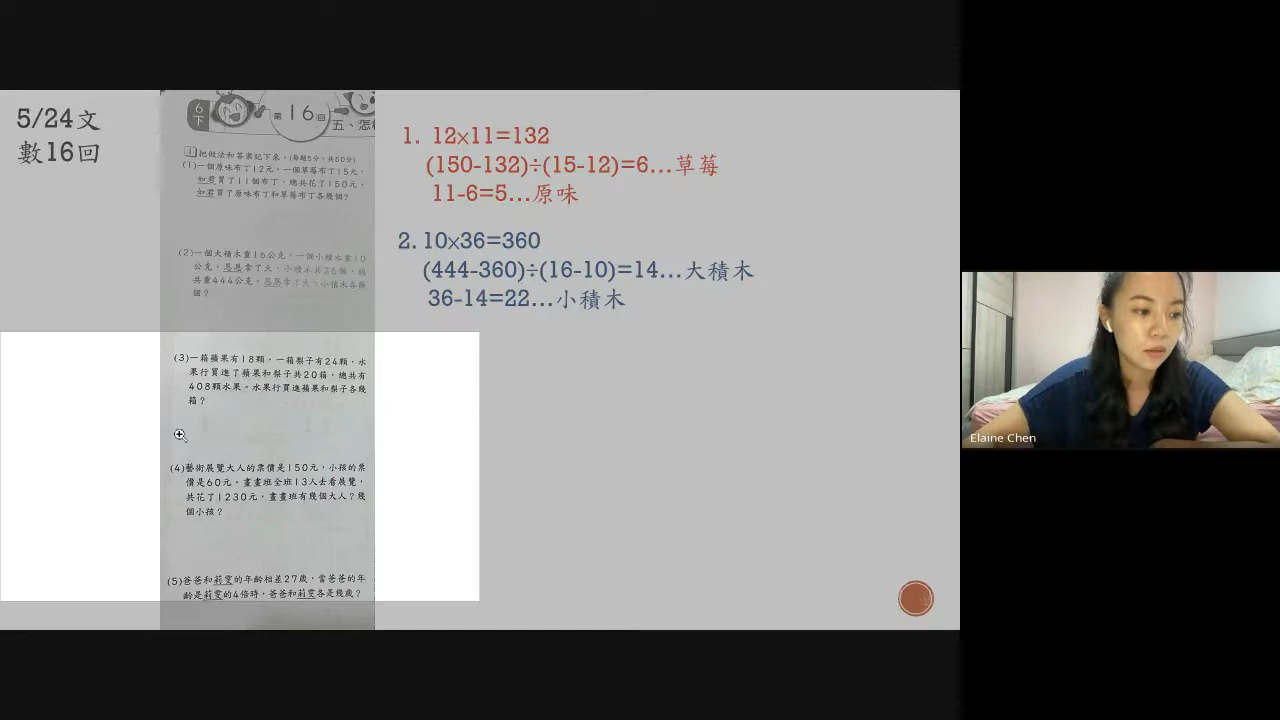 5/24文
數16回
6下
第16回
五、怎
1 把做法和答案記下來。(每題5分,共50分)
(1)一個原味布丁12元,一個草莓布丁15元,
如君買了11個布丁,總共花了150元,
如君買了原味布丁和草莓布丁各幾個?
(2)一個大積木重16公克,一個小積木重10
公克,恩恩拿了大、小積木共36個,總
共重444公克,恩恩拿了大、小積木各幾
個?
(3)一箱蘋果有18顆,一箱梨子有24顆,水
果行買進了蘋果和梨子共20箱,總共有
408顆水果。水果行買進蘋果和梨子各幾
箱?
(4)藝術展覽大人的票價是150元,小孩的票
價是60元。畫畫班全班13人去看展覽,
共花了1230元,畫畫班有幾個大人?幾
個小孩?
(5)爸爸和莉雯的年齡相差27歲,當爸爸的年
齡是莉雯的4倍時,爸爸和莉雯各是幾歲?
1. 12×11=132
(150-132)÷(15-12)=6...草莓
11-6=5...原味
2. 10×36=360
(444-360)÷(16-10)=14...大積木
36-14=22...小積木
Elaine Chen